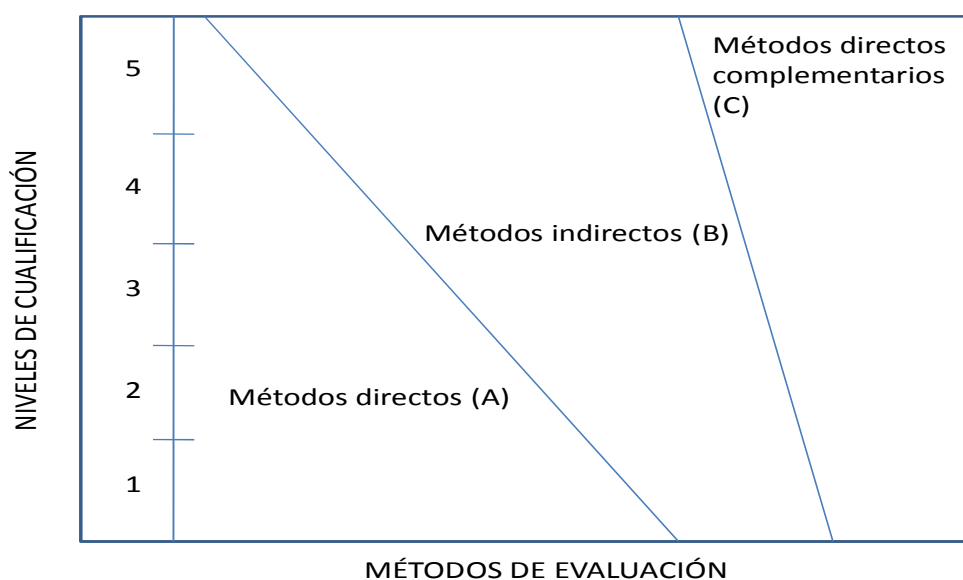 NIVELES DE CUALIFICACIÓN
5
4
3
2
1
Métodos directos
complementarios
(C)
Métodos indirectos (B)
Métodos directos (A)
MÉTODOS DE EVALUACIÓN